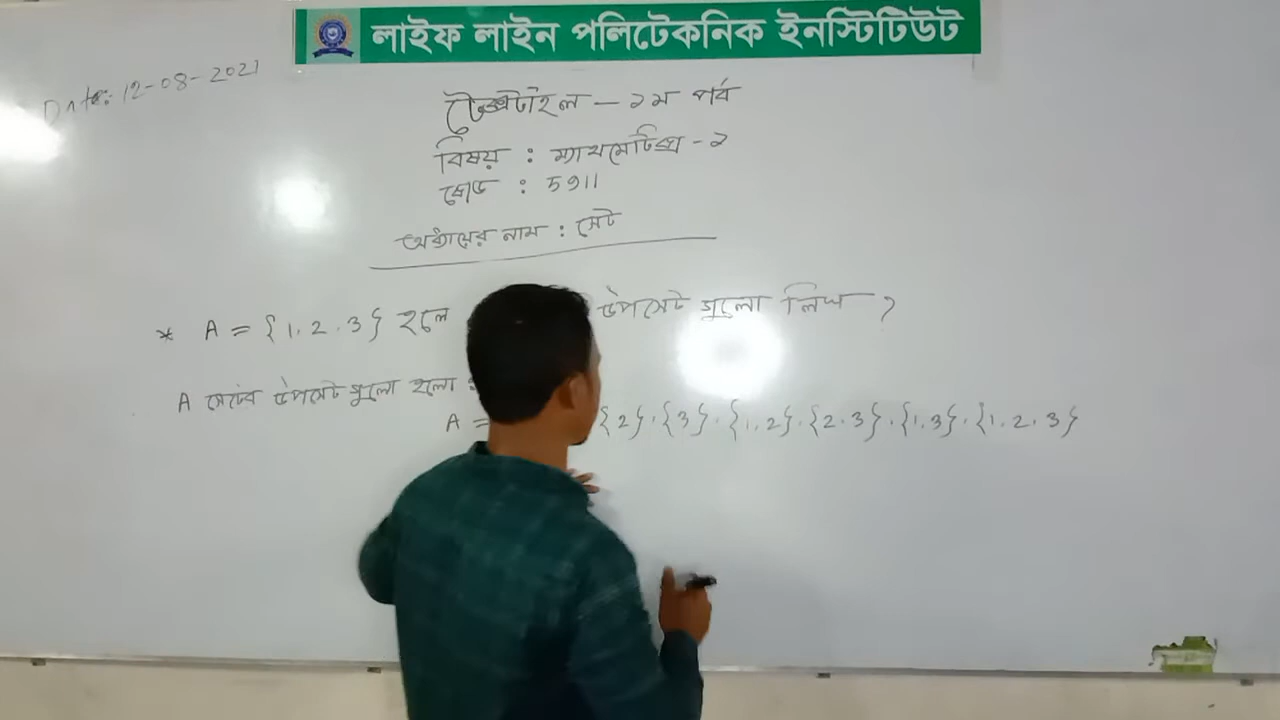 লাইফ লাইন পলিটেকনিক ইনস্টিটিউট
Date: 12-08-2021
টেক্সটাইল - ১ম পর্ব
বিষয় : ম্যাথমেটিক্স - ১
কোড : 5911
অধ্যায়ের নাম : সেট
* A = {1, 2, 3} হলে উপসেট গুলো লিখ ?
A সেটের উপসেট গুলো হলো :
A = {2}, {3}, {1, 2}, {2, 3}, {1, 3}, {1, 2, 3}